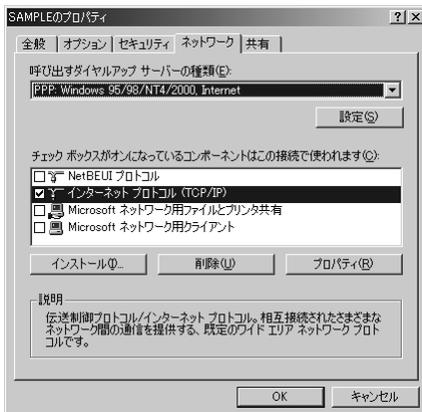 SAMPLEのプロパティ
全般 オプション セキュリティ ネットワーク 共有
呼び出すダイヤルアップ サーバーの種類(E):
PPP: Windows 95/98/NT4/2000, Internet
設定(S)
チェック ボックスがオンになっているコンポーネントはこの接続で使われます(C):
NetBEUI プロトコル
インターネット プロトコル (TCP/IP)
Microsoft ネットワーク用ファイルとプリンタ共有
Microsoft ネットワーク用クライアント
インストール(I)... 削除(U) プロパティ(R)
説明
伝送制御プロトコル/インターネット プロトコル。相互接続されたさまざまな
ネットワーク間の通信を提供する、既定のワイド エリア ネットワーク プロト
コルです。
OK キャンセル